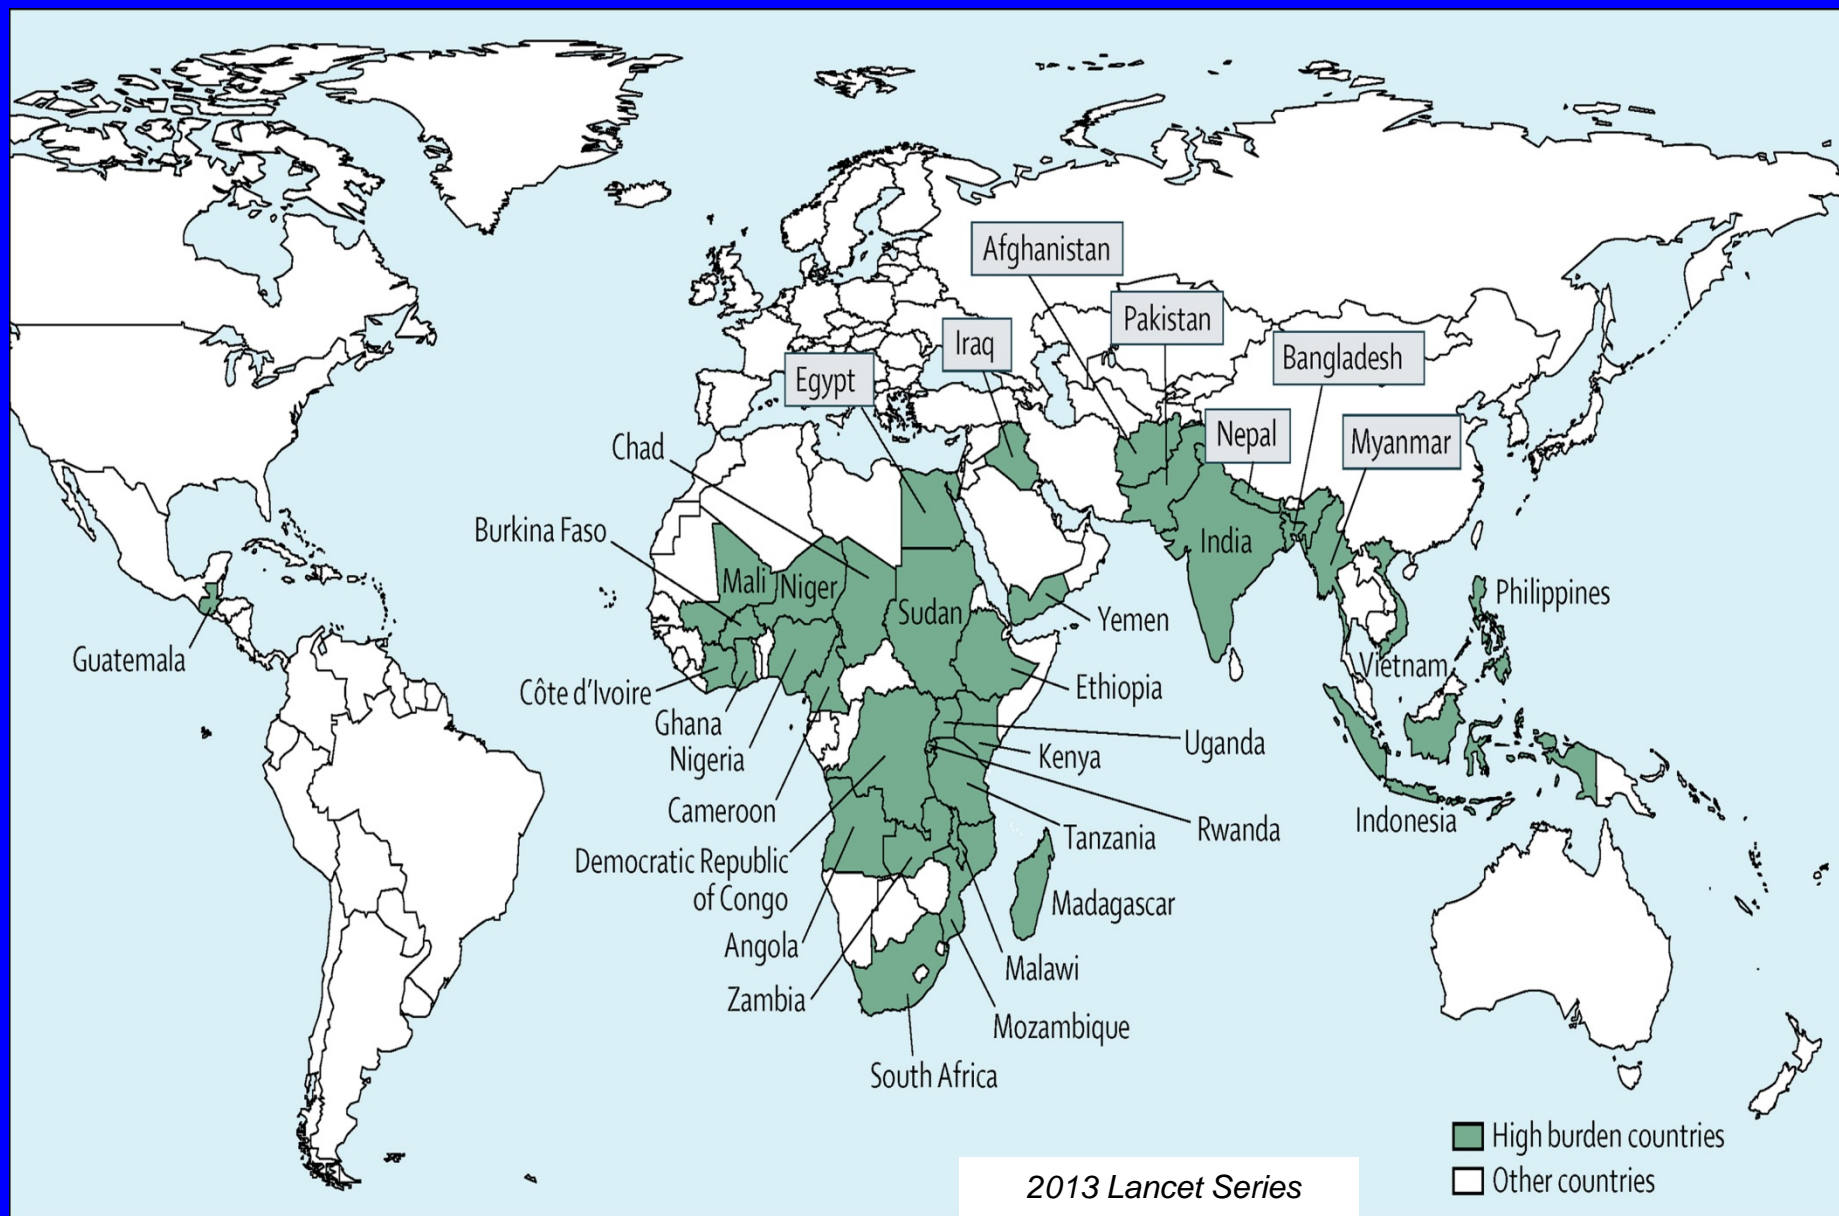 Afghanistan
Pakistan
Iraq
Bangladesh
Egypt
Nepal
Myanmar
Chad
Burkina Faso
India
Mali
Niger
Sudan
Philippines
Yemen
Guatemala
Vietnam
Côte d'Ivoire
Ethiopia
Ghana
Uganda
Nigeria
Kenya
Cameroon
Indonesia
Rwanda
Tanzania
Democratic Republic
of Congo
Madagascar
Angola
Malawi
Zambia
Mozambique
South Africa
High burden countries
Other countries
2013 Lancet Series